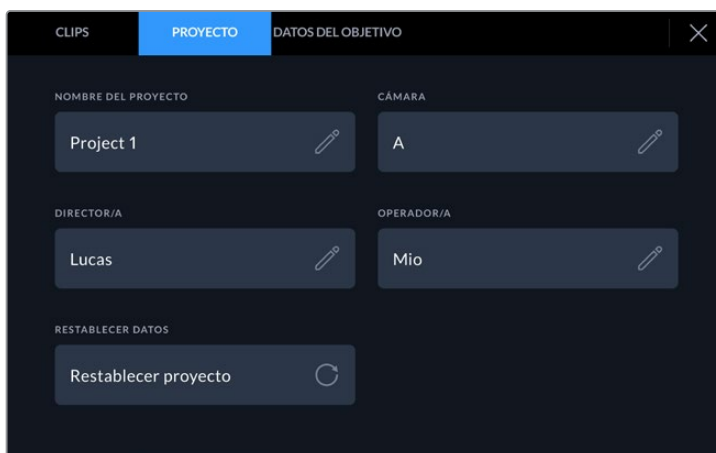 CLIPS PROYECTO DATOS DEL OBJETIVO
NOMBRE DEL PROYECTO CÁMARA
Project 1 A
DIRECTOR/A OPERADOR/A
Lucas Mio
RESTABLECER DATOS
Restablecer proyecto